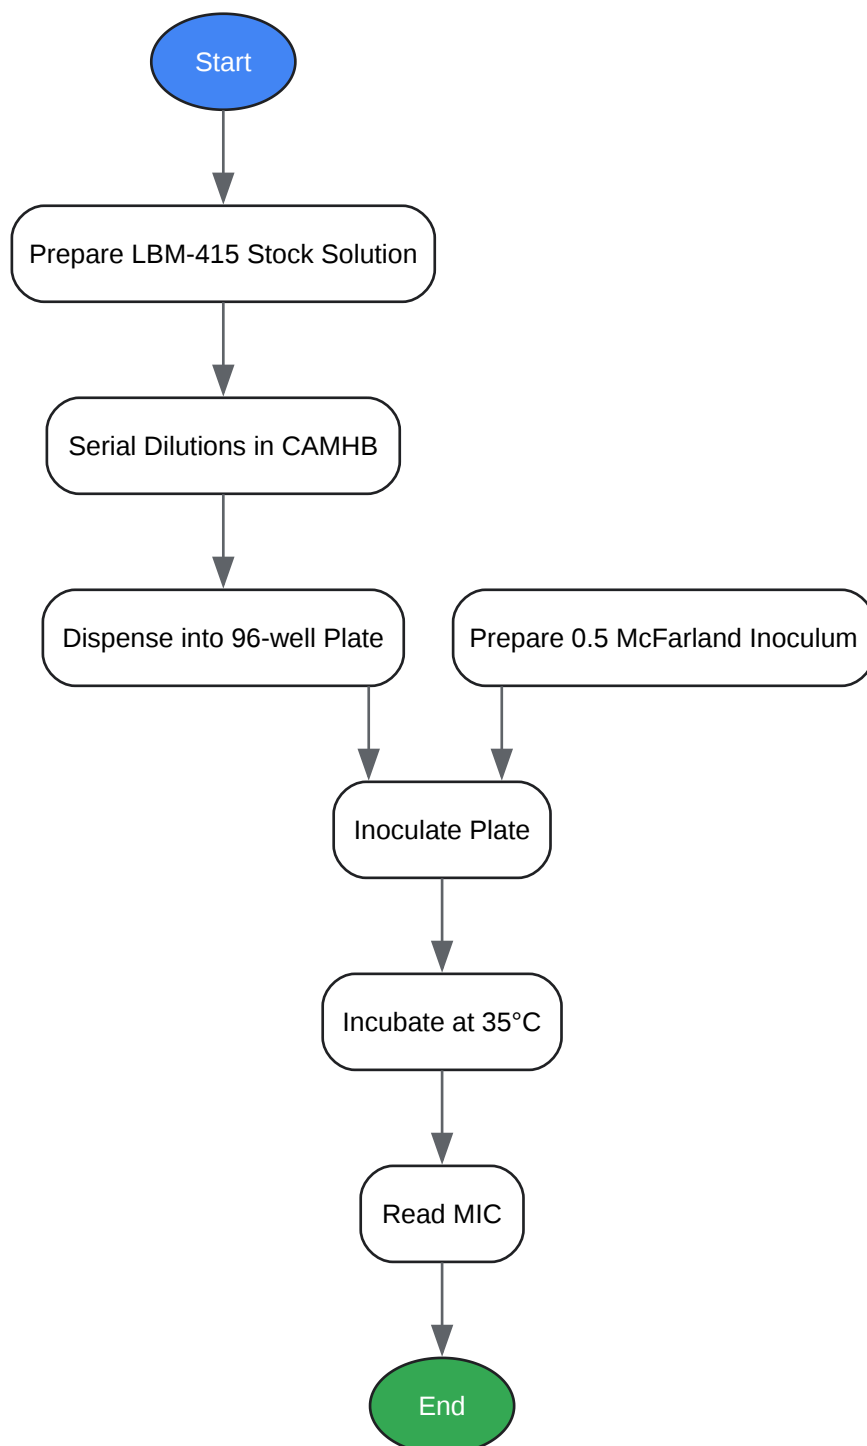 Start
Prepare LBM-415 Stock Solution
Serial Dilutions in CAMHB
Dispense into 96-well Plate
Prepare 0.5 McFarland Inoculum
Inoculate Plate
Incubate at 35°C
Read MIC
End